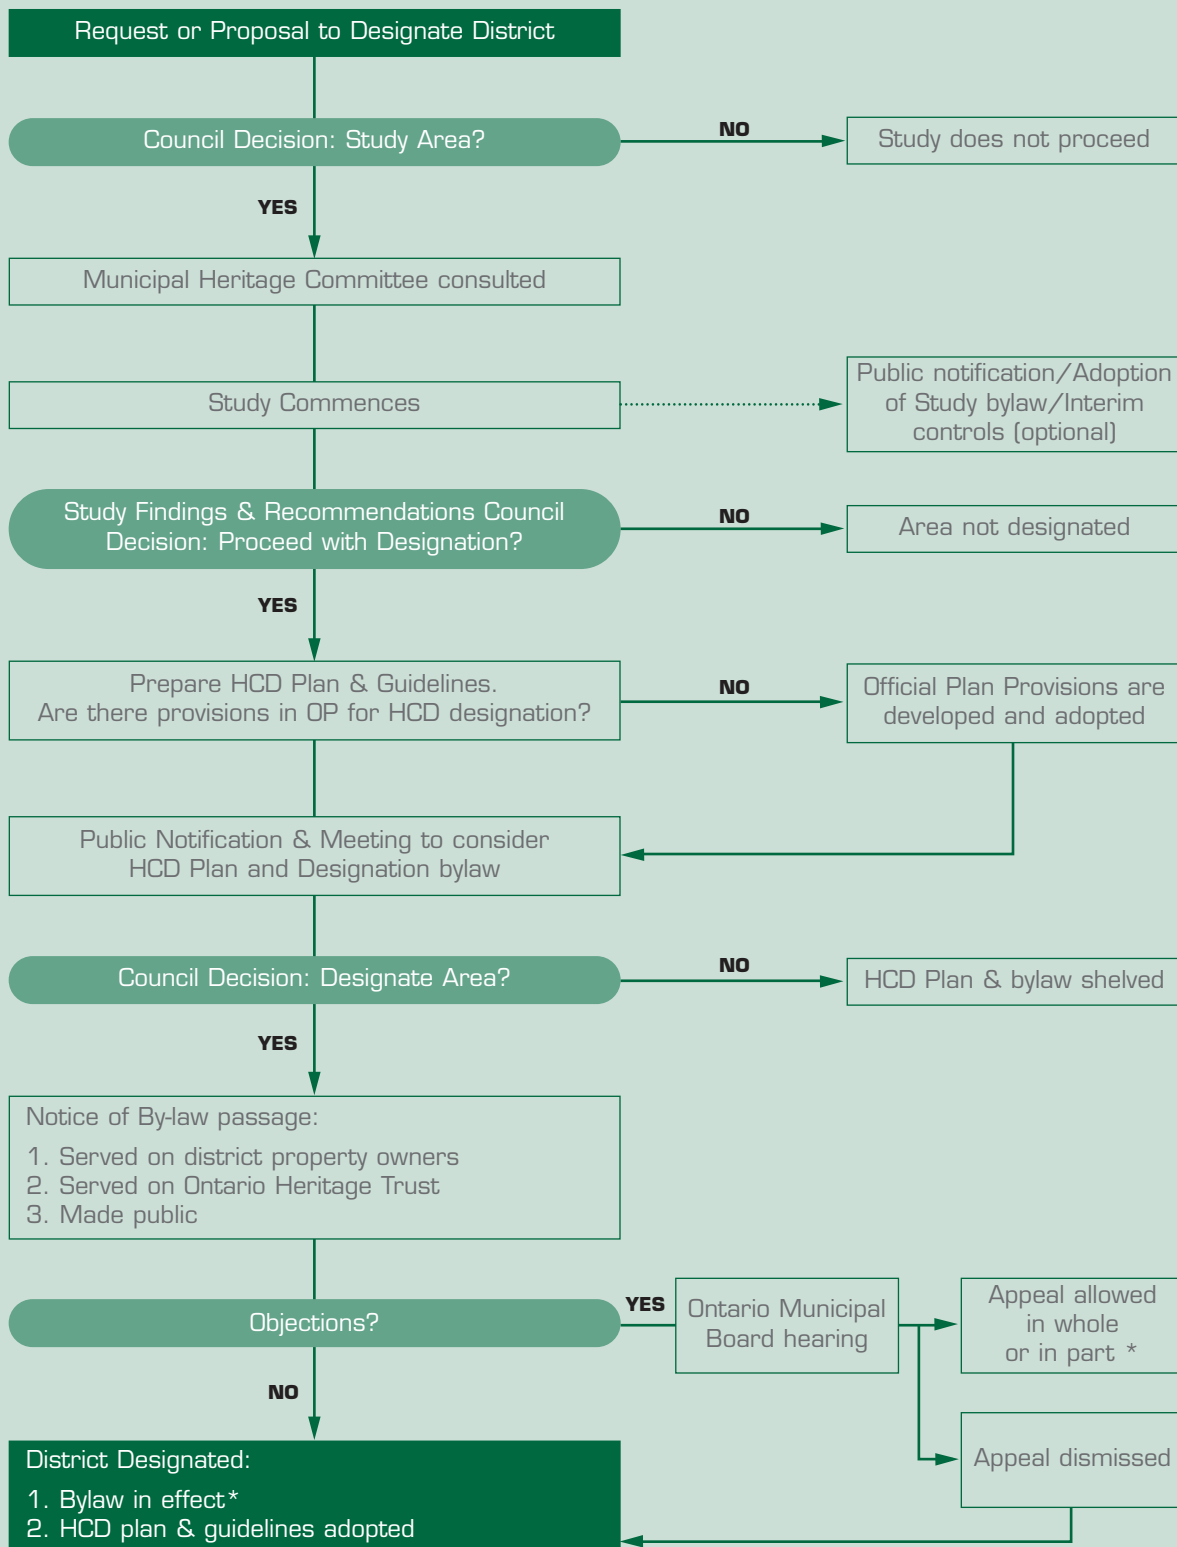 Request or Proposal to Designate District
Council Decision: Study Area?
NO
Study does not proceed
YES
Municipal Heritage Committee consulted
Study Commences
Public notification/Adoption
of Study bylaw/Interim
controls (optional)
Study Findings & Recommendations Council
Decision: Proceed with Designation?
NO
Area not designated
YES
Prepare HCD Plan & Guidelines.
Are there provisions in OP for HCD designation?
NO
Official Plan Provisions are
developed and adopted
Public Notification & Meeting to consider
HCD Plan and Designation bylaw
Council Decision: Designate Area?
NO
HCD Plan & bylaw shelved
YES
Notice of By-law passage:
1. Served on district property owners
2. Served on Ontario Heritage Trust
3. Made public
Objections?
YES
Ontario Municipal
Board hearing
Appeal allowed
in whole
or in part *
NO
Appeal dismissed
District Designated:
1. Bylaw in effect*
2. HCD plan & guidelines adopted